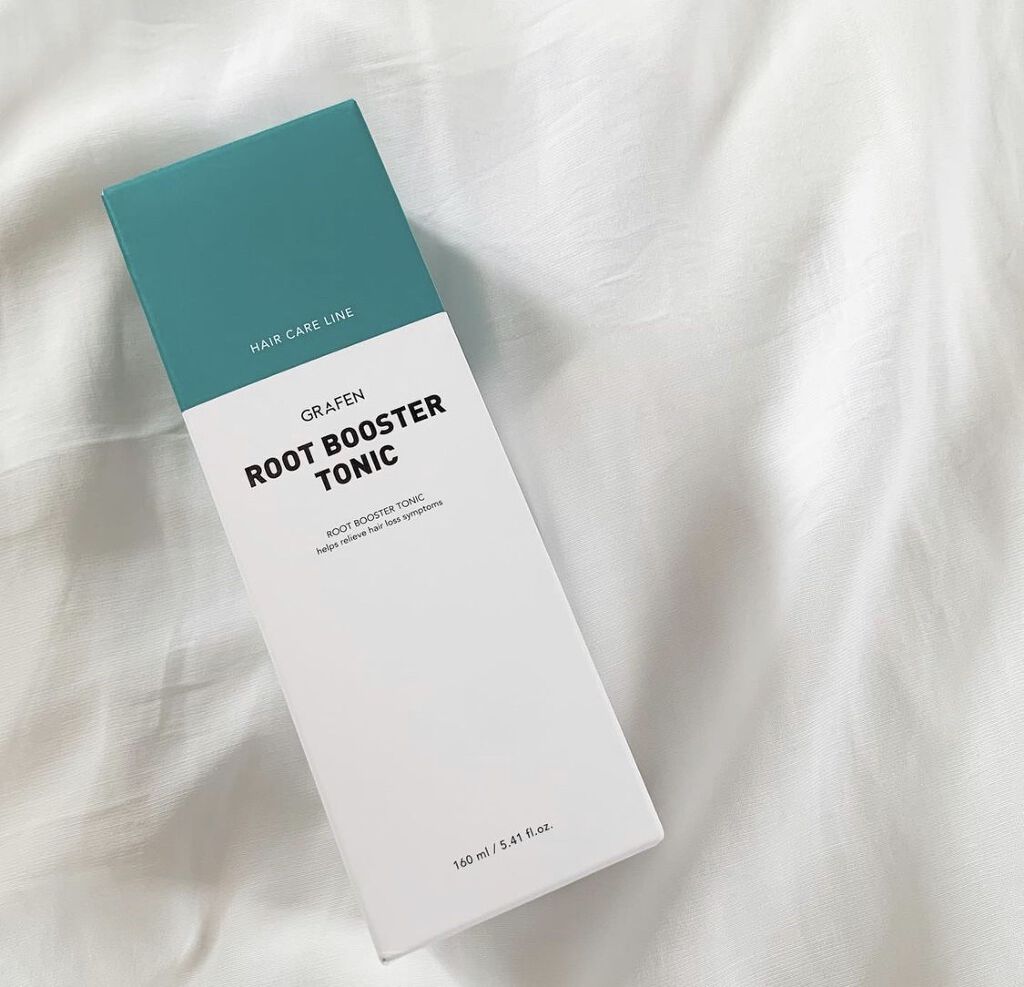 HAIR CARE LINE
GRAFEN
ROOT BOOSTER
TONIC
ROOT BOOSTER TONIC
helps relieve hair loss symptoms
160 ml / 5.41 fl.oz.